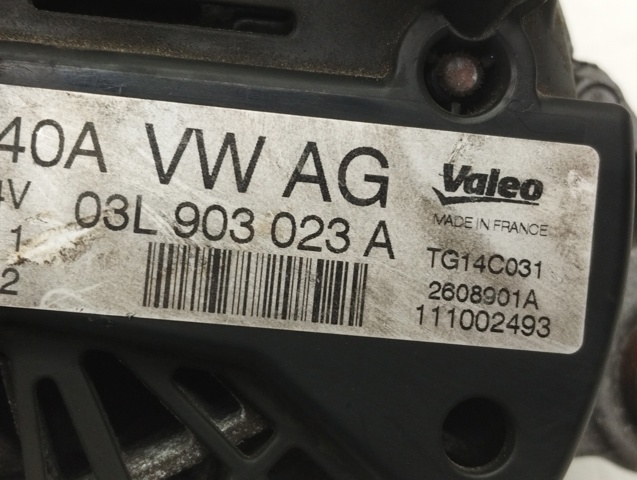 40A VW AG
4V 03L 903 023 A
1
2
Valeo
MADE IN FRANCE
TG14C031
2608901A
111002493